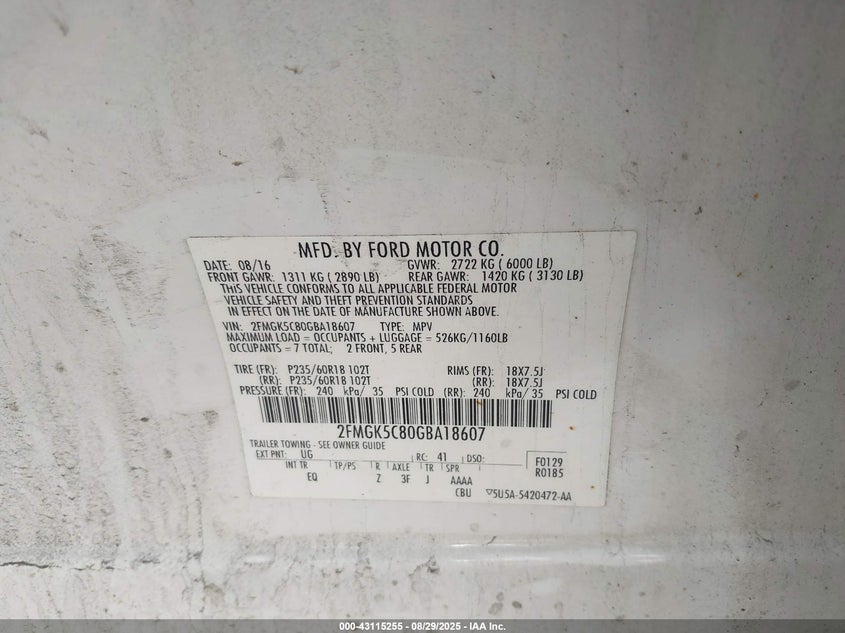 MFD. BY FORD MOTOR CO.
DATE: 08/16 GVWR: 2722 KG ( 6000 LB)
FRONT GAWR: 1311 KG ( 2890 LB) REAR GAWR: 1420 KG ( 3130 LB)
THIS VEHICLE CONFORMS TO ALL APPLICABLE FEDERAL MOTOR
VEHICLE SAFETY AND THEFT PREVENTION STANDARDS
IN EFFECT ON THE DATE OF MANUFACTURE SHOWN ABOVE.
VIN: 2FMGK5C80GBA18607 TYPE: MPV
MAXIMUM LOAD = OCCUPANTS + LUGGAGE = 526KG/1160LB
OCCUPANTS = 7 TOTAL; 2 FRONT, 5 REAR
TIRE (FR): P235/60R18 102T RIMS (FR): 18X7.5J
(RR): P235/60R18 102T (RR): 18X7.5J
PRESSURE (FR): 240 kPa/ 35 PSI COLD (RR): 240 kPa/ 35 PSI COLD
2FMGK5C80GBA18607
TRAILER TOWING - SEE OWNER GUIDE
EXT PNT: UG RC: 41 DSO: F0129
R0185
INT TR TP/PS R AXLE TR SPR
EQ Z 3F J AAAA
CBU ▽5U5A-5420472-AA
000-43115255 - 08/29/2025 - IAA Inc.